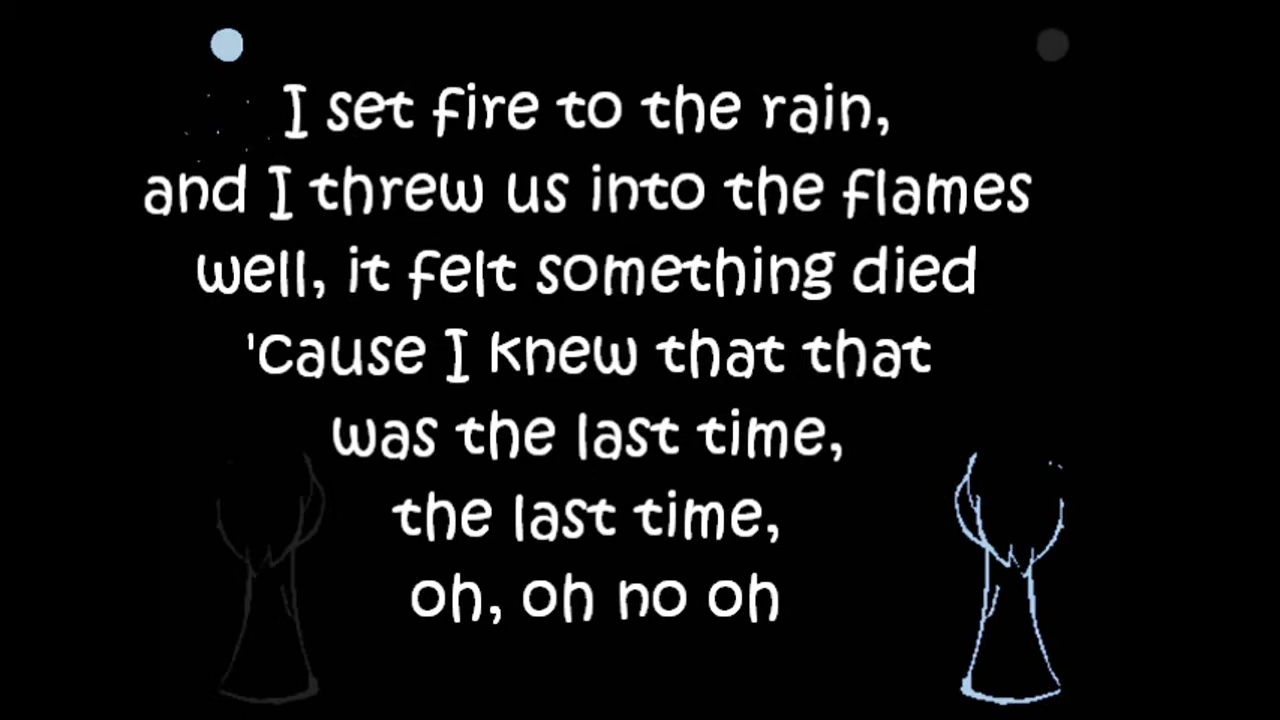 I set fire to the rain,
and I threw us into the flames
well, it felt something died
'cause I knew that that
was the last time,
the last time,
oh, oh no oh